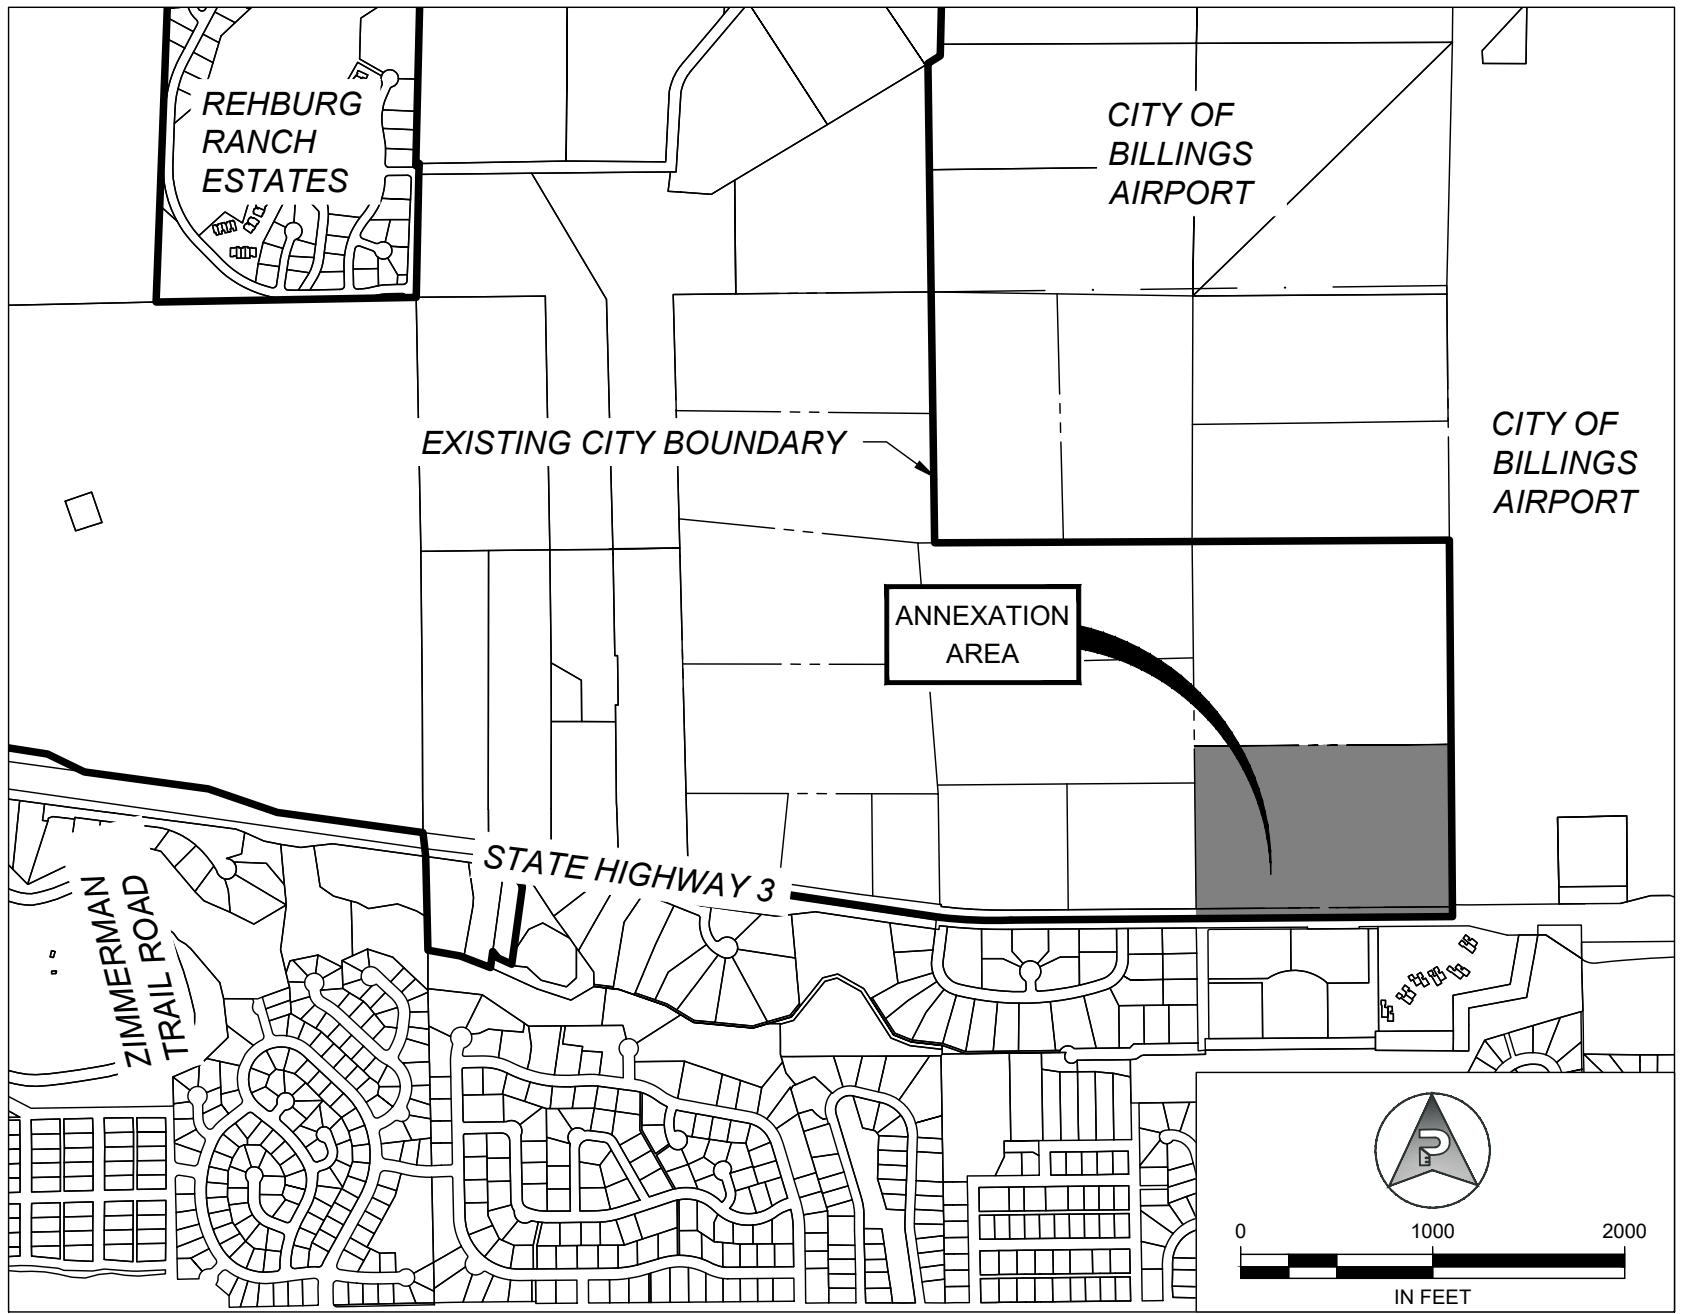 REHBURG
RANCH
ESTATES
CITY OF
BILLINGS
AIRPORT
EXISTING CITY BOUNDARY
CITY OF
BILLINGS
AIRPORT
ANNEXATION
AREA
STATE HIGHWAY 3
ZIMMERMAN
TRAIL ROAD
0 1000 2000
IN FEET